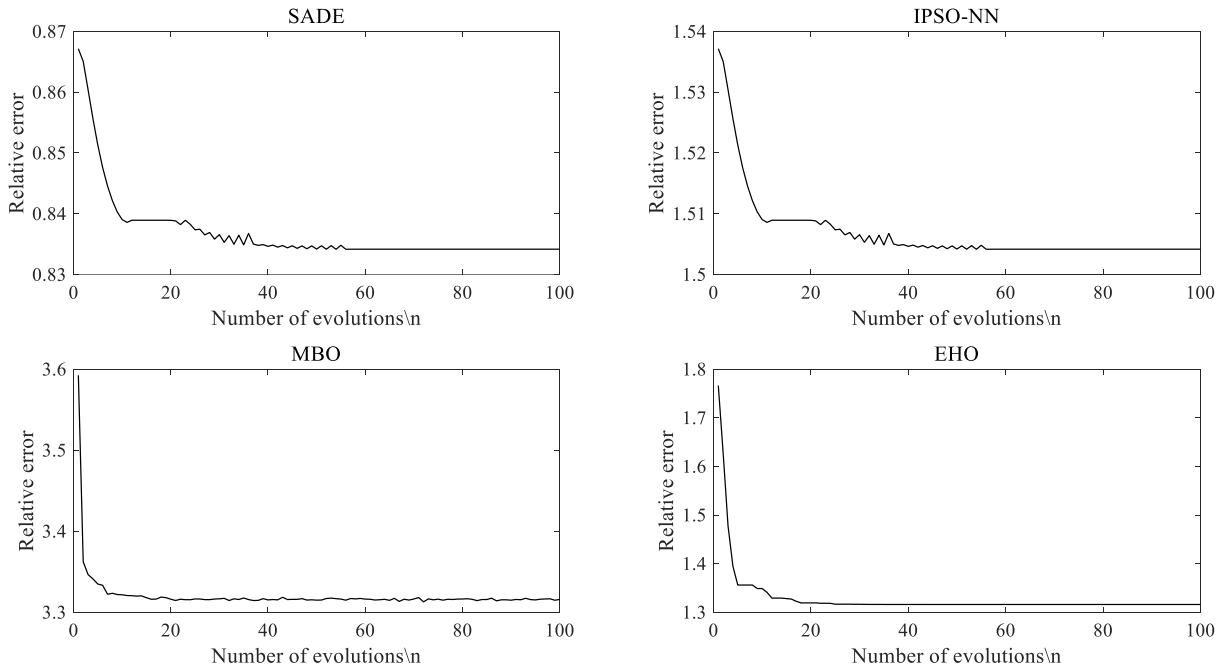 SADE
0.87
0.86
0.85
0.84
0.83
Relative error
0 20 40 60 80 100
Number of evolutions\n
IPSO-NN
1.54
1.53
1.52
1.51
1.5
Relative error
0 20 40 60 80 100
Number of evolutions\n
MBO
3.6
3.5
3.4
3.3
Relative error
0 20 40 60 80 100
Number of evolutions\n
EHO
1.8
1.7
1.6
1.5
1.4
1.3
Relative error
0 20 40 60 80 100
Number of evolutions\n